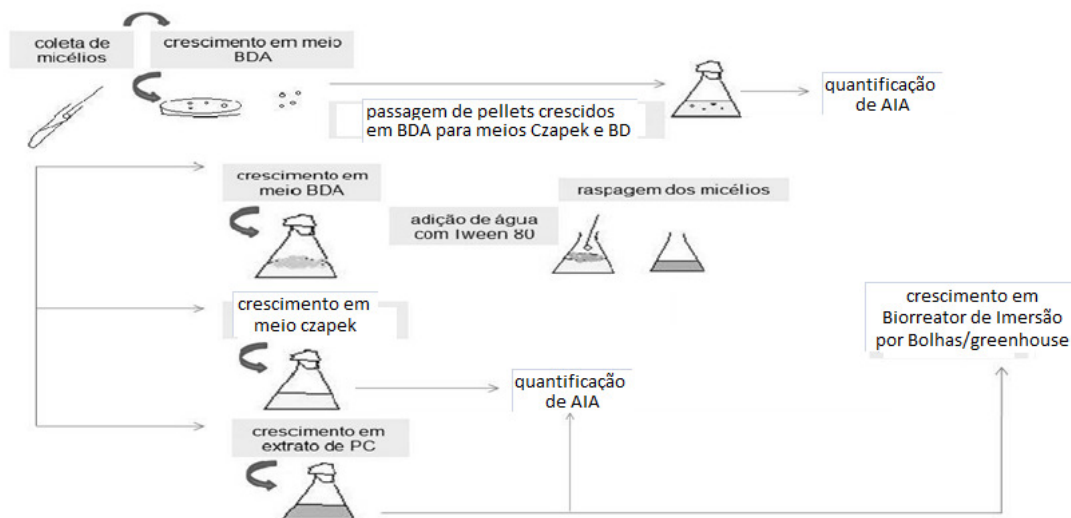 coleta de
micélios
crescimento em meio
BDA
passagem de pellets crescidos
em BDA para meios Czapek e BD
quantificação
de AIA
crescimento em
meio BDA
adição de água
com Tween 80
raspagem dos micélios
crescimento em
meio czapek
quantificação
de AIA
crescimento em
Biorreator de Imersão
por Bolhas/greenhouse
crescimento em
extrato de PC